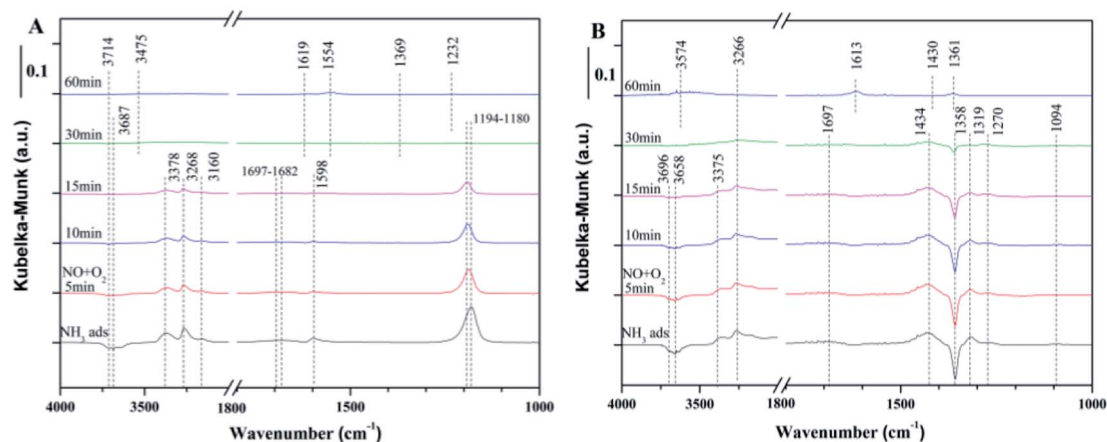 A
3714
3475
1619
1554
1369
1232
0.1
60min
3687
30min
1194-1180
3378
3268
3160
1697-1682
1598
15min
10min
NO+O2
5min
NH3 ads
Kubelka-Munk (a.u.)
4000
3500
1800
1500
1000
Wavenumber (cm-1)
B
3574
3266
1613
1430
1361
0.1
60min
1697
1434
1358
1319
1270
1094
30min
3696
3658
3375
15min
10min
NO+O2
5min
NH3 ads
Kubelka-Munk (a.u.)
4000
3500
1800
1500
1000
Wavenumber (cm-1)